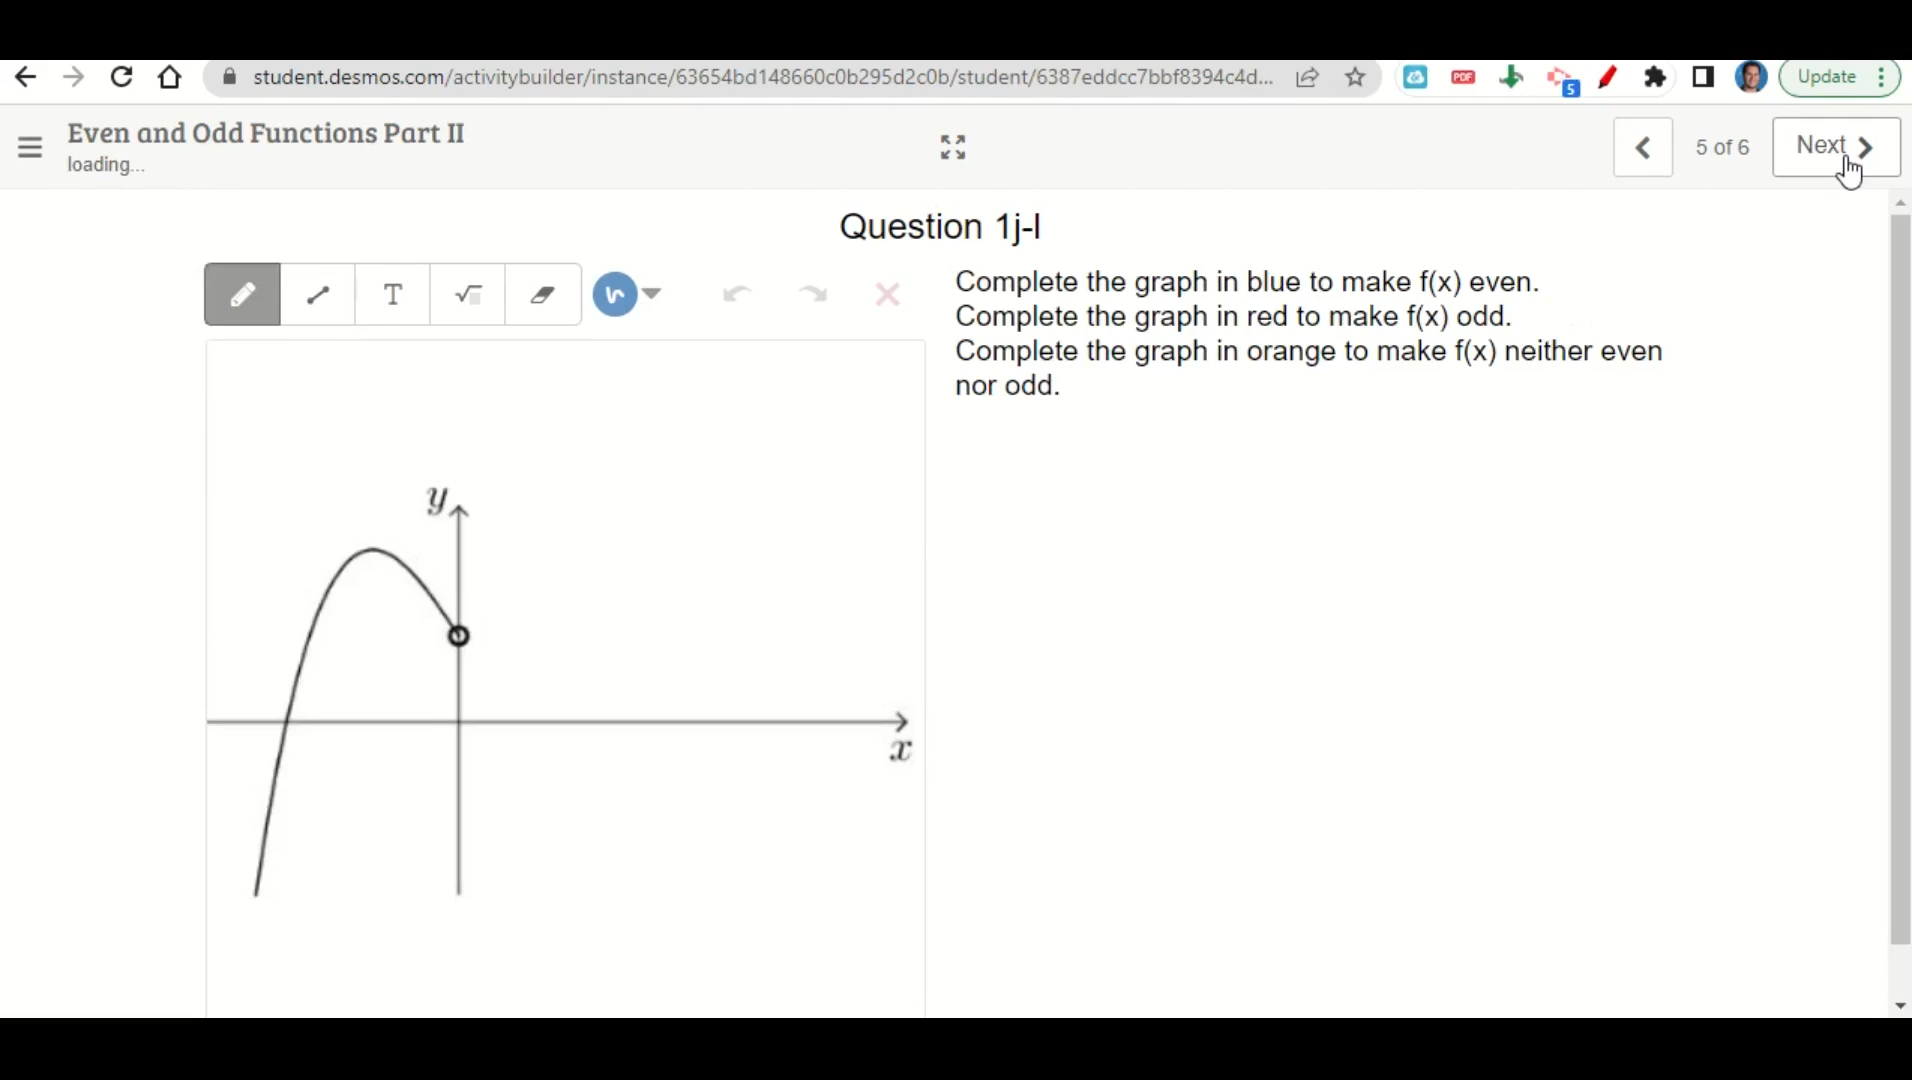 student.desmos.com/activitybuilder/instance/63654bd148660c0b295d2c0b/student/6387eddcc7bbf8394c4d...
PDF
5
Update
Even and Odd Functions Part II
loading...
5 of 6
Next
Question 1j-l
T
√
Complete the graph in blue to make f(x) even.
Complete the graph in red to make f(x) odd.
Complete the graph in orange to make f(x) neither even
nor odd.
y
x